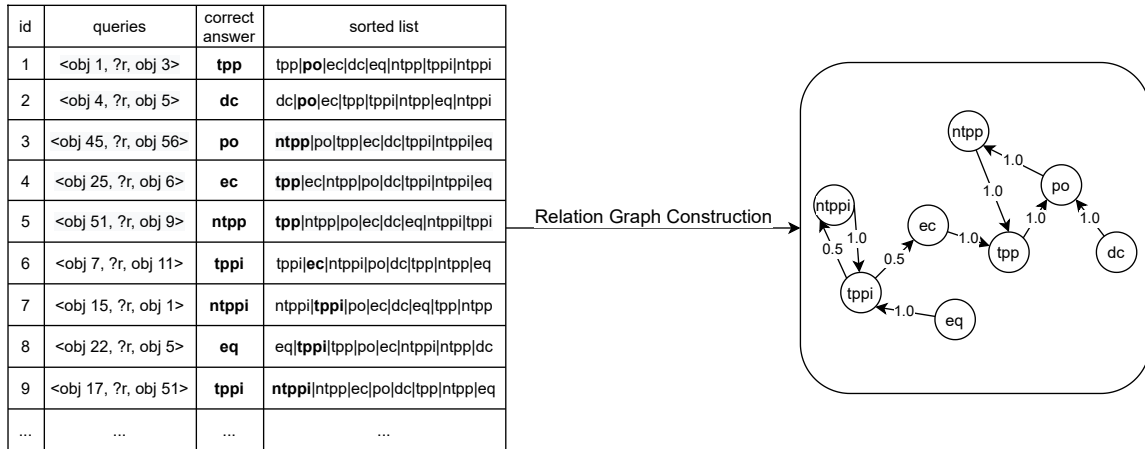 id queries correct answer sorted list
1 <obj 1, ?r, obj 3> tpp tpp|po|ec|dc|eq|ntpp|tppi|ntppi
2 <obj 4, ?r, obj 5> dc dc|po|ec|tpp|tppi|ntpp|eq|ntppi
3 <obj 45, ?r, obj 56> po ntpp|po|tpp|ec|dc|tppi|ntppi|eq
4 <obj 25, ?r, obj 6> ec tpp|ec|ntpp|po|dc|tppi|ntppi|eq
5 <obj 51, ?r, obj 9> ntpp tpp|ntpp|po|ec|dc|eq|ntppi|tppi
6 <obj 7, ?r, obj 11> tppi tppi|ec|ntppi|po|dc|tpp|ntpp|eq
7 <obj 15, ?r, obj 1> ntppi ntppi|tppi|po|ec|dc|eq|tpp|ntpp
8 <obj 22, ?r, obj 5> eq eq|tppi|tpp|po|ec|ntppi|ntpp|dc
9 <obj 17, ?r, obj 51> tppi ntppi|ntpp|ec|po|dc|tpp|ntpp|eq
... ... ... ...
Relation Graph Construction
ntpp
1.0
1.0
po
ntppi
ec
1.0
1.0
0.5
1.0
1.0
tpp
dc
0.5
tppi
1.0
eq